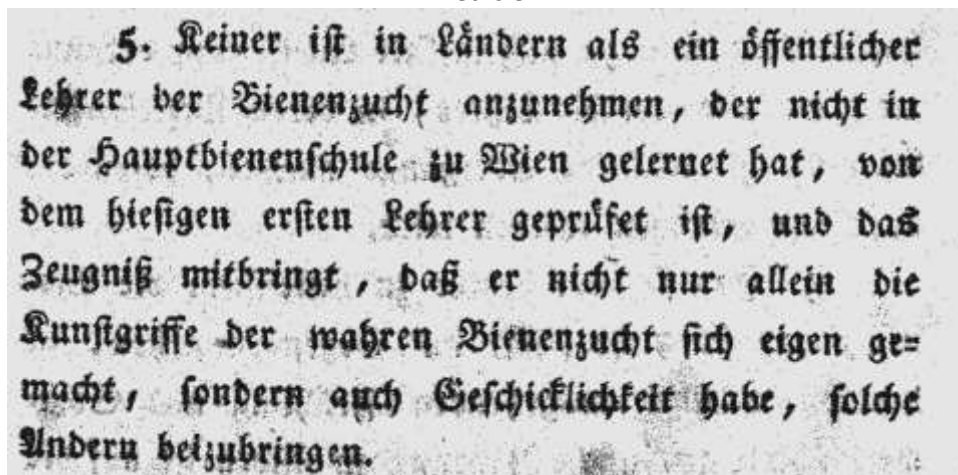 5. Keiner ist in Ländern als ein öffentlicher
Lehrer der Bienenzucht anzunehmen, der nicht in
der Hauptbienenschule zu Wien gelernet hat, von
dem hiesigen ersten Lehrer geprüfet ist, und das
Zeugniß mitbringt, daß er nicht nur allein die
Kunstgriffe der wahren Bienenzucht sich eigen ge=
macht, sondern auch Geschicklichkeit habe, solche
Andern beizubringen.